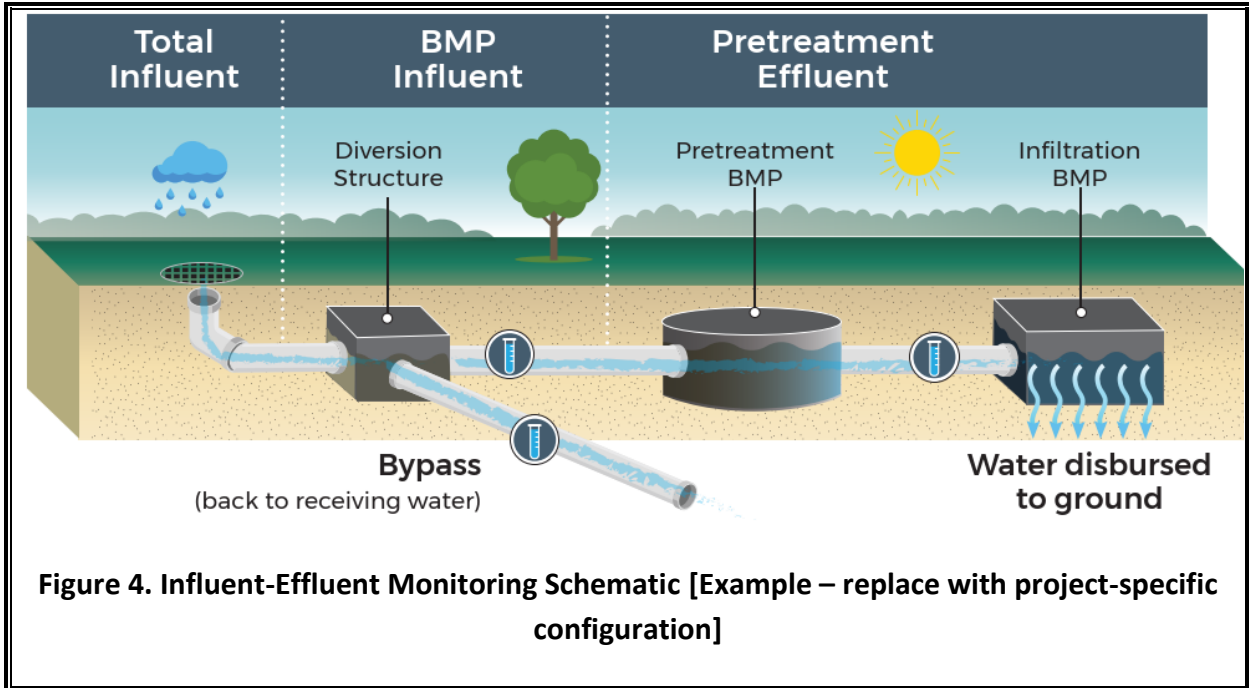 Total
Influent
BMP
Influent
Pretreatment
Effluent
Diversion
Structure
Pretreatment
BMP
Infiltration
BMP
Bypass
(back to receiving water)
Water disbursed
to ground
Figure 4. Influent-Effluent Monitoring Schematic [Example – replace with project-specific
configuration]